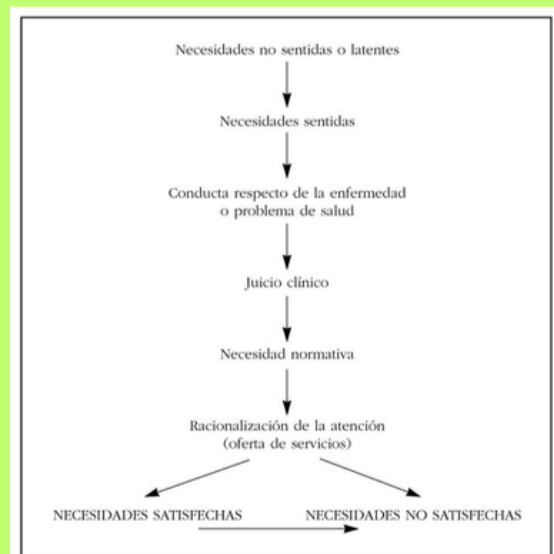 Necesidades no sentidas o latentes
Necesidades sentidas
Conducta respecto de la enfermedad
o problema de salud
Juicio clínico
Necesidad normativa
Racionalización de la atención
(oferta de servicios)
NECESIDADES SATISFECHAS NECESIDADES NO SATISFECHAS